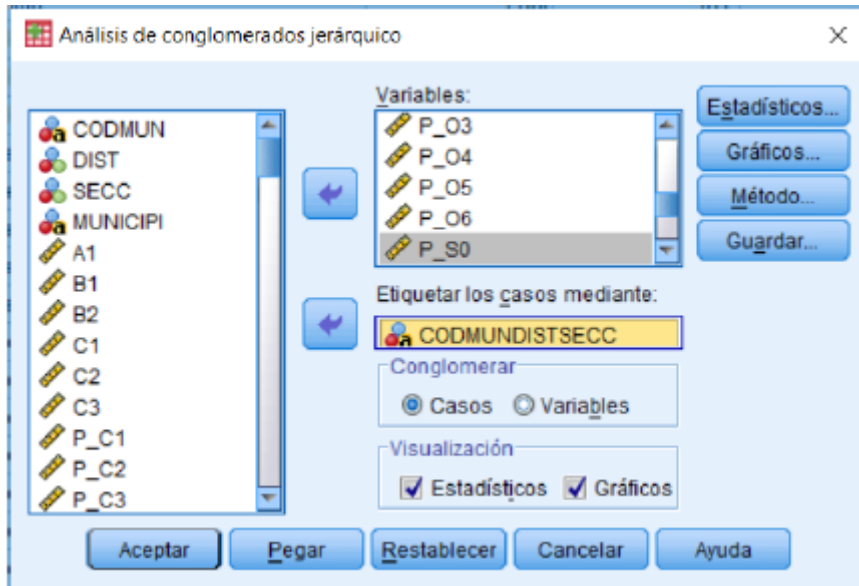 Análisis de conglomerados jerárquico
CODMUN
DIST
SECC
MUNICIPI
A1
B1
B2
C1
C2
C3
P_C1
P_C2
P_C3
Variables:
P_O3
P_O4
P_O5
P_O6
P_S0
Etiquetar los casos mediante:
CODMUNDISTSECC
Conglomerar
Casos Variables
Visualización
Estadísticos Gráficos
Estadísticos...
Gráficos...
Método...
Guardar...
Aceptar Pegar Restablecer Cancelar Ayuda